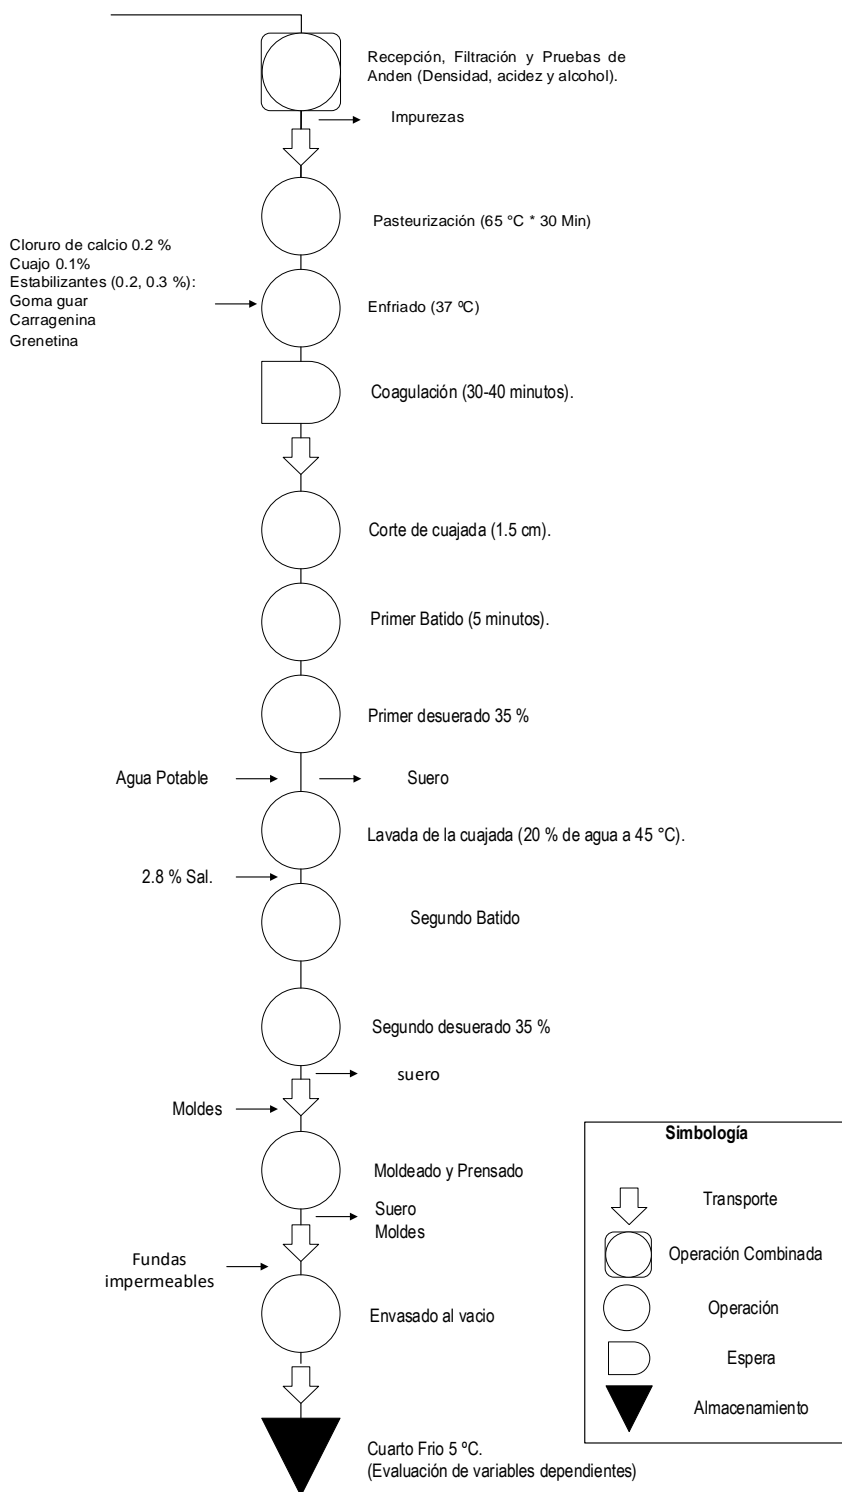 Recepción, Filtración y Pruebas de
Anden (Densidad, acidez y alcohol).
Impurezas
Pasteurización (65 °C * 30 Min)
Cloruro de calcio 0.2 %
Cuajo 0.1%
Estabilizantes (0.2, 0.3 %):
Goma guar
Carragenina
Grenetina
Enfriado (37 ºC)
Coagulación (30-40 minutos).
Corte de cuajada (1.5 cm).
Primer Batido (5 minutos).
Primer desuerado 35 %
Agua Potable
Suero
Lavada de la cuajada (20 % de agua a 45 °C).
2.8 % Sal.
Segundo Batido
Segundo desuerado 35 %
suero
Moldes
Moldeado y Prensado
Suero
Moldes
Fundas
impermeables
Envasado al vacio
Cuarto Frio 5 ºC.
(Evaluación de variables dependientes)
Simbología
Transporte
Operación Combinada
Operación
Espera
Almacenamiento